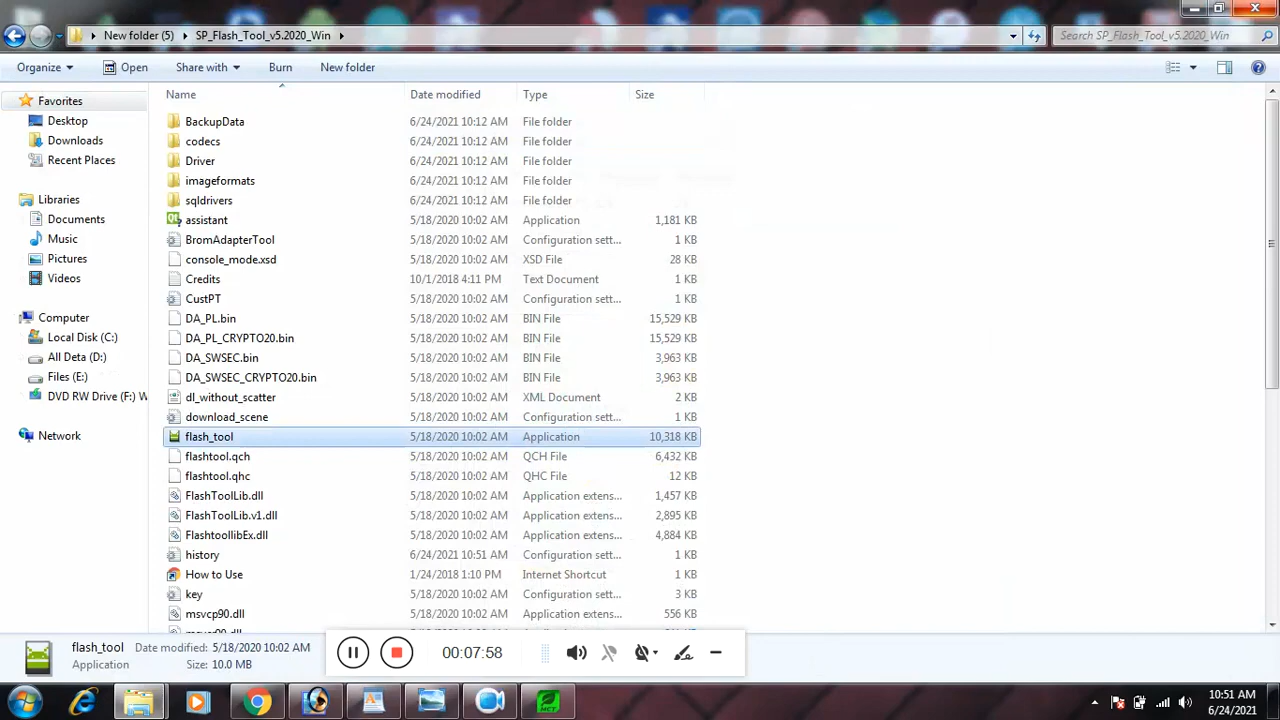 New folder (5) SP_Flash_Tool_v5.2020_Win
Search SP_Flash_Tool_v5.2020_Win
Organize Open Share with Burn New folder
Name Date modified Type Size
Favorites
Desktop
Downloads
Recent Places
Libraries
Documents
Music
Pictures
Videos
Computer
Local Disk (C:)
All Deta (D:)
Files (E:)
DVD RW Drive (F:) W
Network
BackupData 6/24/2021 10:12 AM File folder
codecs 6/24/2021 10:12 AM File folder
Driver 6/24/2021 10:12 AM File folder
imageformats 6/24/2021 10:12 AM File folder
sqldrivers 6/24/2021 10:12 AM File folder
assistant 5/18/2020 10:02 AM Application 1,181 KB
BromAdapterTool 5/18/2020 10:02 AM Configuration sett... 1 KB
console_mode.xsd 5/18/2020 10:02 AM XSD File 28 KB
Credits 10/1/2018 4:11 PM Text Document 1 KB
CustPT 5/18/2020 10:02 AM Configuration sett... 1 KB
DA_PL.bin 5/18/2020 10:02 AM BIN File 15,529 KB
DA_PL_CRYPTO20.bin 5/18/2020 10:02 AM BIN File 15,529 KB
DA_SWSEC.bin 5/18/2020 10:02 AM BIN File 3,963 KB
DA_SWSEC_CRYPTO20.bin 5/18/2020 10:02 AM BIN File 3,963 KB
dl_without_scatter 5/18/2020 10:02 AM XML Document 2 KB
download_scene 5/18/2020 10:02 AM Configuration sett... 1 KB
flash_tool 5/18/2020 10:02 AM Application 10,318 KB
flashtool.qch 5/18/2020 10:02 AM QCH File 6,432 KB
flashtool.qhc 5/18/2020 10:02 AM QHC File 12 KB
FlashToolLib.dll 5/18/2020 10:02 AM Application extens... 1,457 KB
FlashToolLib.v1.dll 5/18/2020 10:02 AM Application extens... 2,895 KB
FlashtoollibEx.dll 5/18/2020 10:02 AM Application extens... 4,884 KB
history 6/24/2021 10:51 AM Configuration sett... 1 KB
How to Use 1/24/2018 1:10 PM Internet Shortcut 1 KB
key 5/18/2020 10:02 AM Configuration sett... 3 KB
msvcp90.dll 5/18/2020 10:02 AM Application extens... 556 KB
flash_tool Date modified: 5/18/2020 10:02 AM
Application Size: 10.0 MB
00:07:58
MCT
10:51 AM
6/24/2021